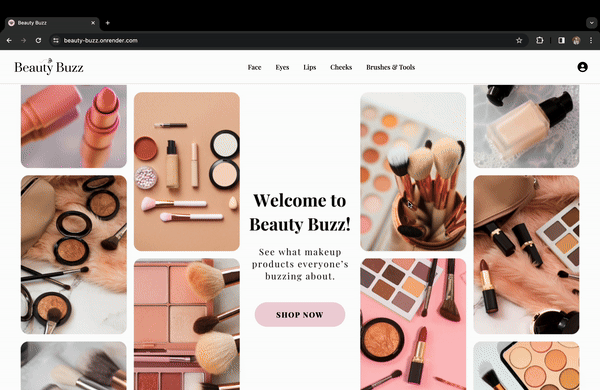 Beauty Buzz
beauty-buzz.onrender.com
Beauty Buzz
Face
Eyes
Lips
Cheeks
Brushes & Tools
Welcome to
Beauty Buzz!
See what makeup
products everyone's
buzzing about.
SHOP NOW